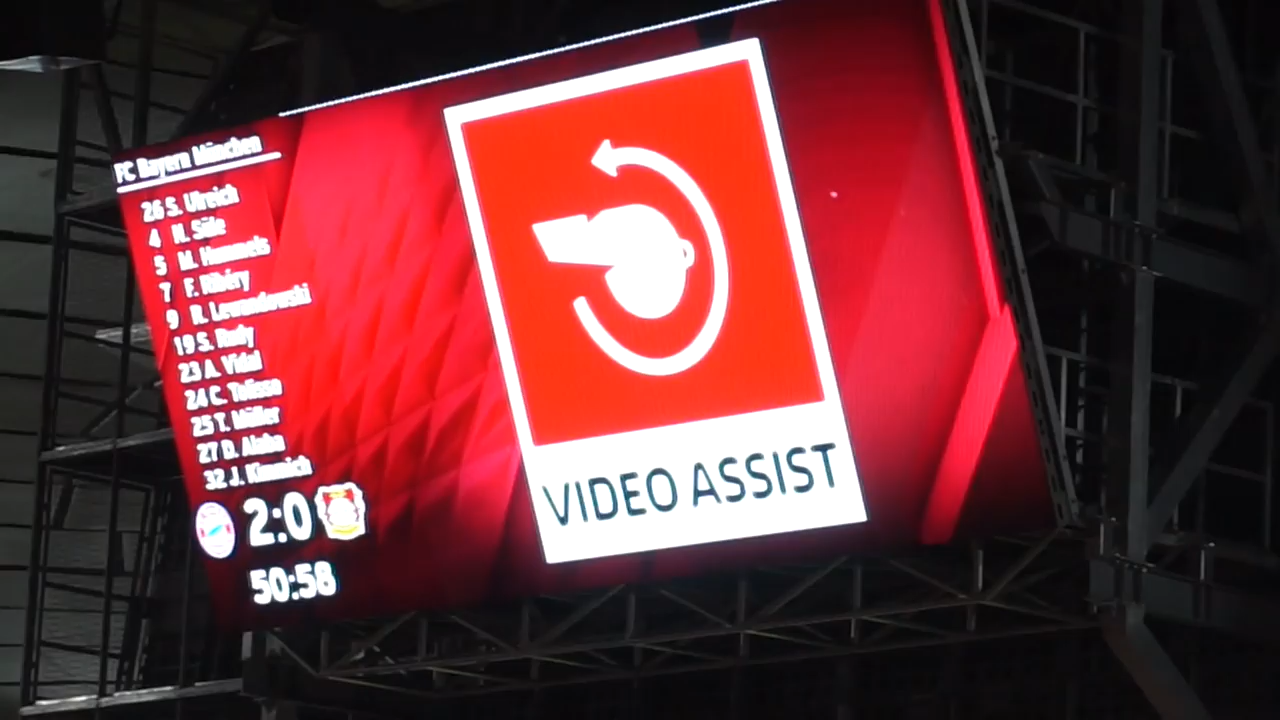 FC Bayern München
26 S. Ulreich
4 N. Süle
5 M. Hummels
7 F. Ribéry
9 R. Lewandowski
19 S. Rudy
23 A. Vidal
24 C. Tolisso
25 T. Müller
27 D. Alaba
32 J. Kimmich
2:0
50:58
VIDEO ASSIST